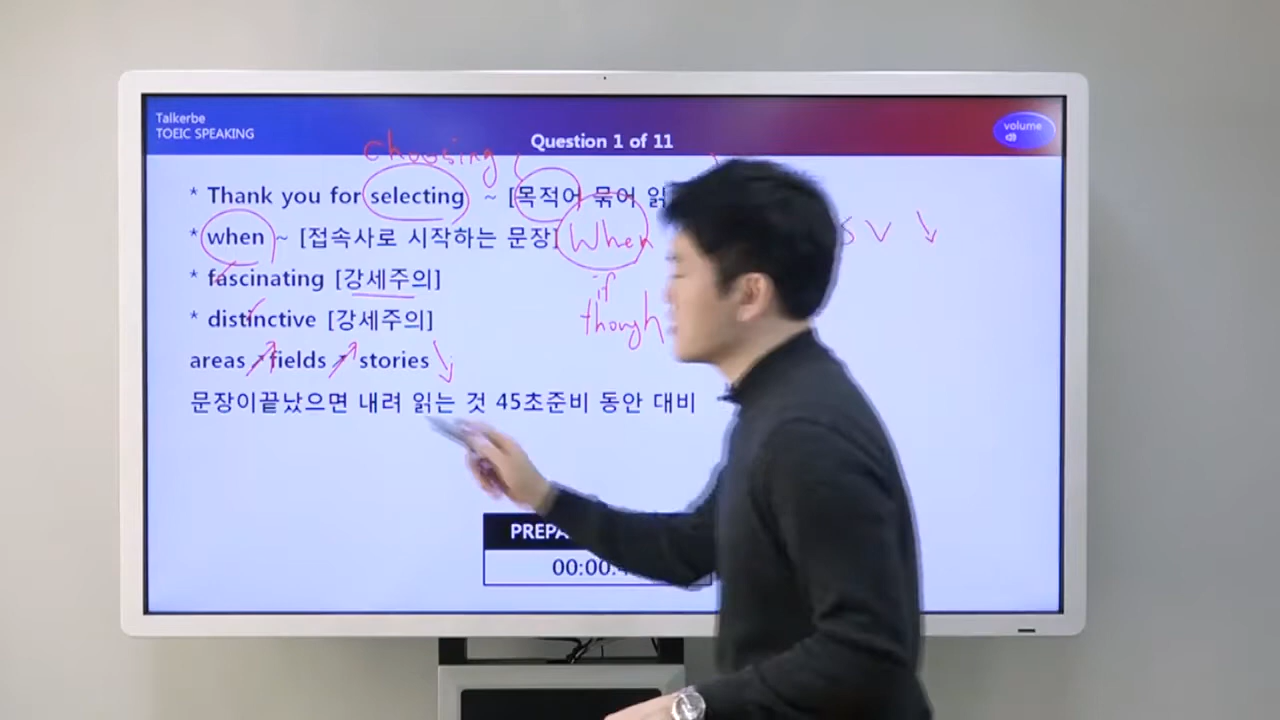 Talkerbe
TOEIC SPEAKING
Question 1 of 11
volume
choosing
* Thank you for selecting ~ [목적어 묶어 읽
* when ~ [접속사로 시작하는 문장] When S V
* fascinating [강세주의]
if
* distinctive [강세주의]
though
areas ↗ fields ↗ stories
문장이끝났으면 내려 읽는 것 45초준비 동안 대비
PREPA
00:00:4